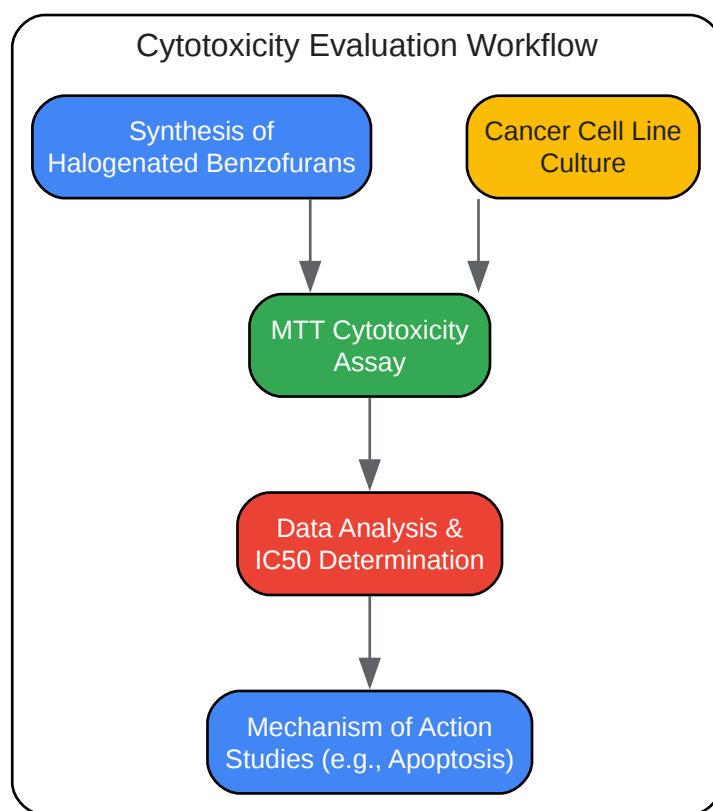 Cytotoxicity Evaluation Workflow
Synthesis of
Halogenated Benzofurans
Cancer Cell Line
Culture
MTT Cytotoxicity
Assay
Data Analysis &
IC50 Determination
Mechanism of Action
Studies (e.g., Apoptosis)